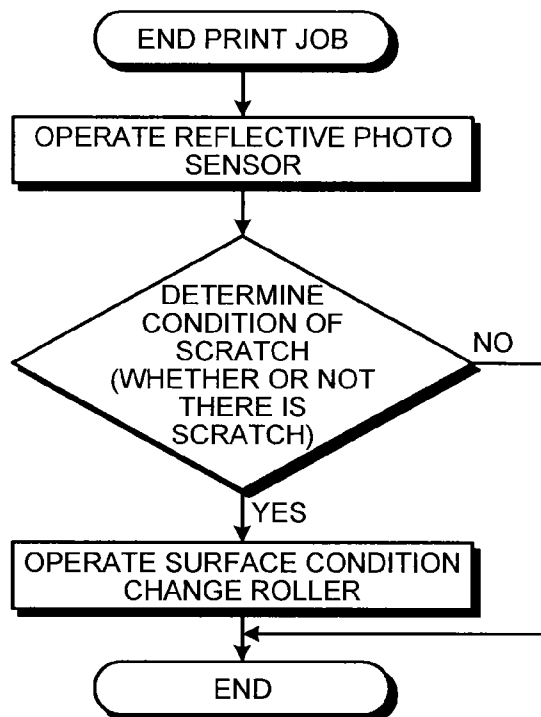 END PRINT JOB
OPERATE REFLECTIVE PHOTO
SENSOR
DETERMINE
CONDITION OF
SCRATCH
(WHETHER OR NOT
THERE IS
SCRATCH)
NO
YES
OPERATE SURFACE CONDITION
CHANGE ROLLER
END